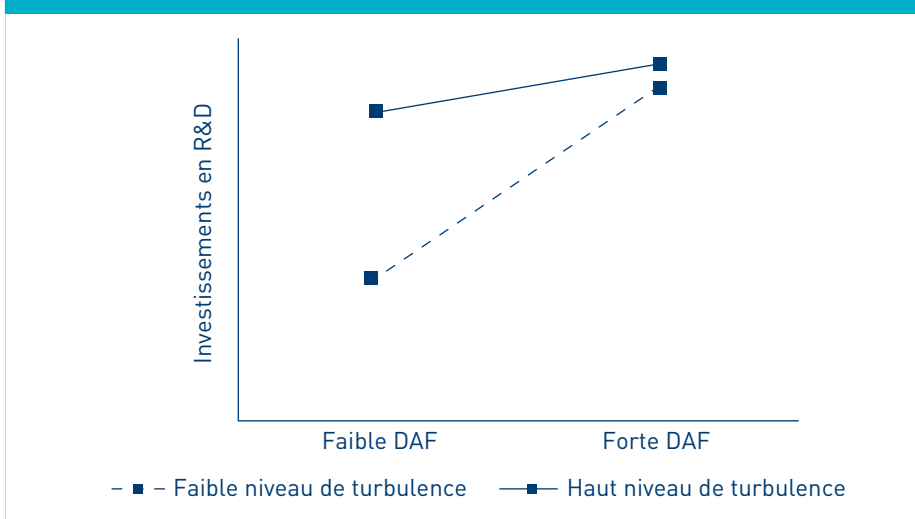 Investissements en R&D
Faible DAF
Forte DAF
Faible niveau de turbulence
Haut niveau de turbulence